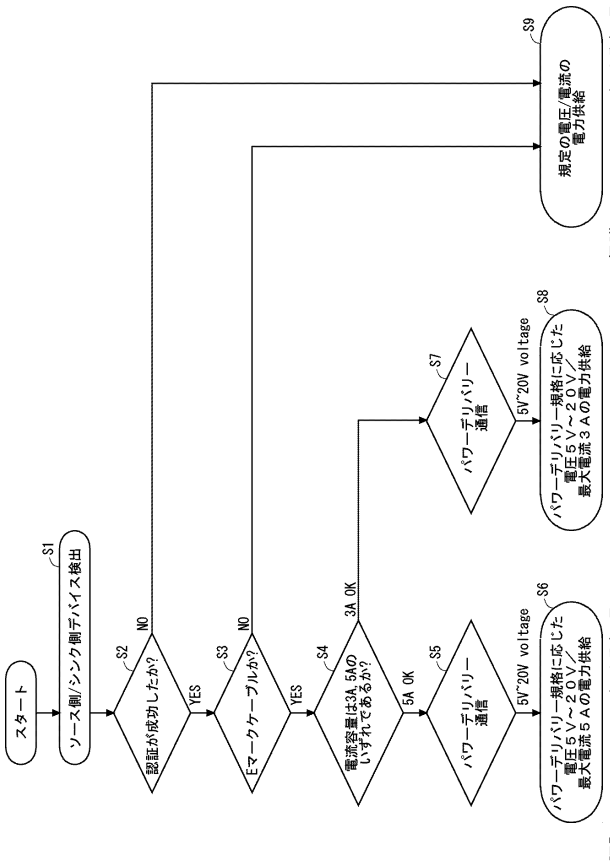 スタート
S1
ソース側/シンク側デバイス検出
S2
認証が成功したか?
NO
YES
S3
Eマークケーブルか?
NO
YES
S4
電流容量は3A,5Aの
いずれであるか?
3A OK
5A OK
S5
パワーデリバリー
通信
5V~20V voltage
S6
パワーデリバリー規格に応じた
電圧5V~20V/
最大電流5Aの電力供給
S7
パワーデリバリー
通信
5V~20V voltage
S8
パワーデリバリー規格に応じた
電圧5V~20V/
最大電流3Aの電力供給
S9
規定の電圧/電流の
電力供給